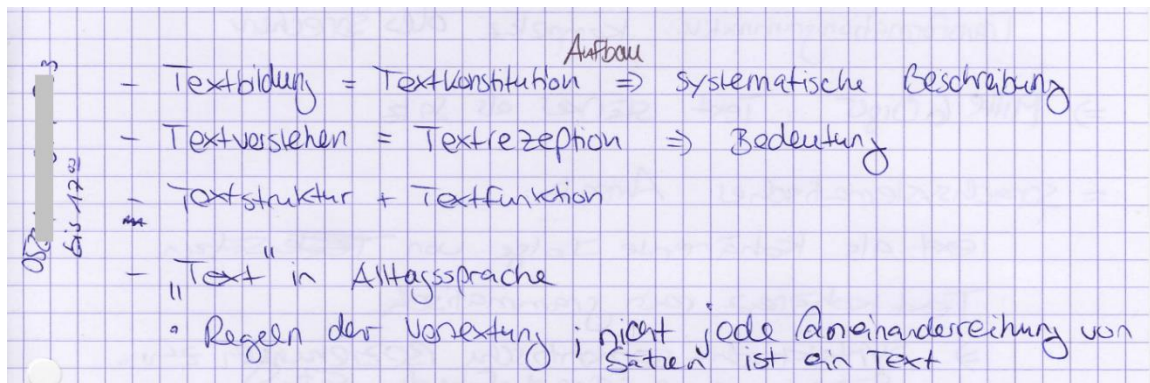 Aufbau
- Textbildung = Textkonstitution => systematische Beschreibung
- Textverstehen = Textrezeption => Bedeutung
- Textstruktur + Textfunktion
- „Text" in Alltagssprache
• Regeln der Vertextung ; nicht jede Aneinanderreihung von
Sätzen ist ein Text
bis 17⁰⁰